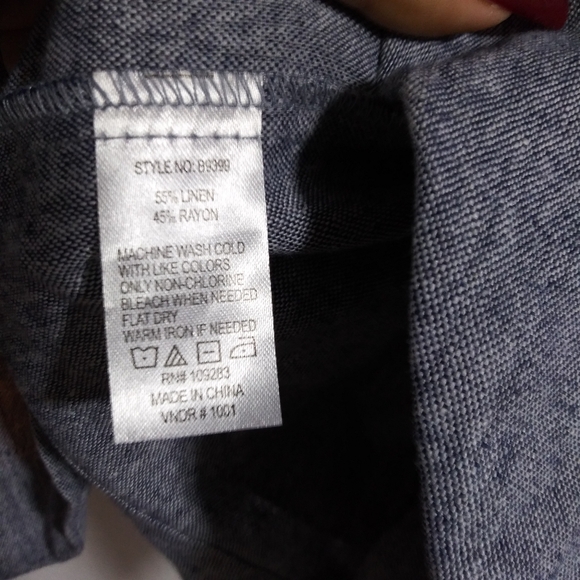 STYLE NO: B9399
55% LINEN
45% RAYON
MACHINE WASH COLD
WITH LIKE COLORS
ONLY NON-CHLORINE
BLEACH WHEN NEEDED
FLAT DRY
WARM IRON IF NEEDED
RN# 109283
MADE IN CHINA
VNDR # 1001